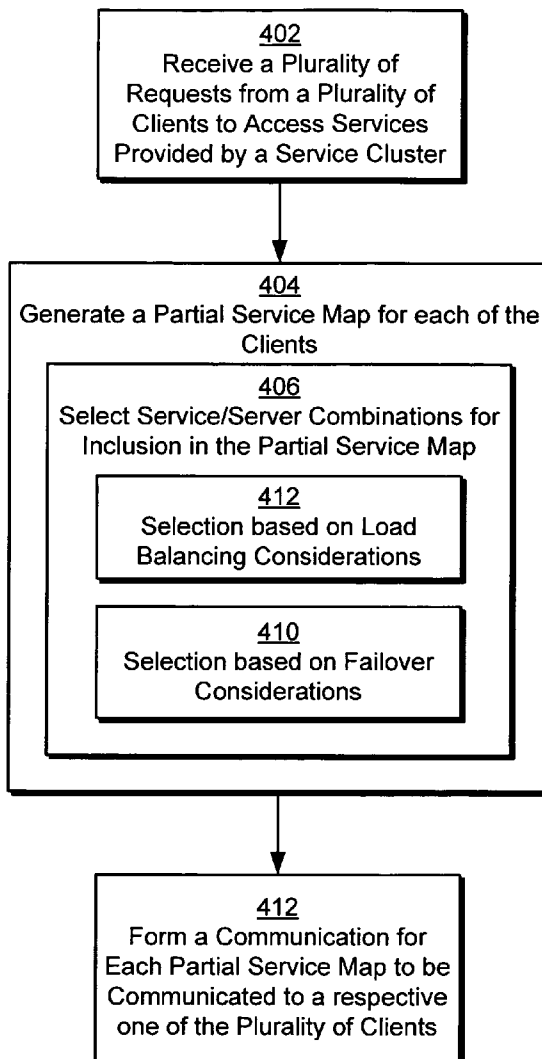 402
Receive a Plurality of
Requests from a Plurality of
Clients to Access Services
Provided by a Service Cluster
404
Generate a Partial Service Map for each of the
Clients
406
Select Service/Server Combinations for
Inclusion in the Partial Service Map
412
Selection based on Load
Balancing Considerations
410
Selection based on Failover
Considerations
412
Form a Communication for
Each Partial Service Map to be
Communicated to a respective
one of the Plurality of Clients